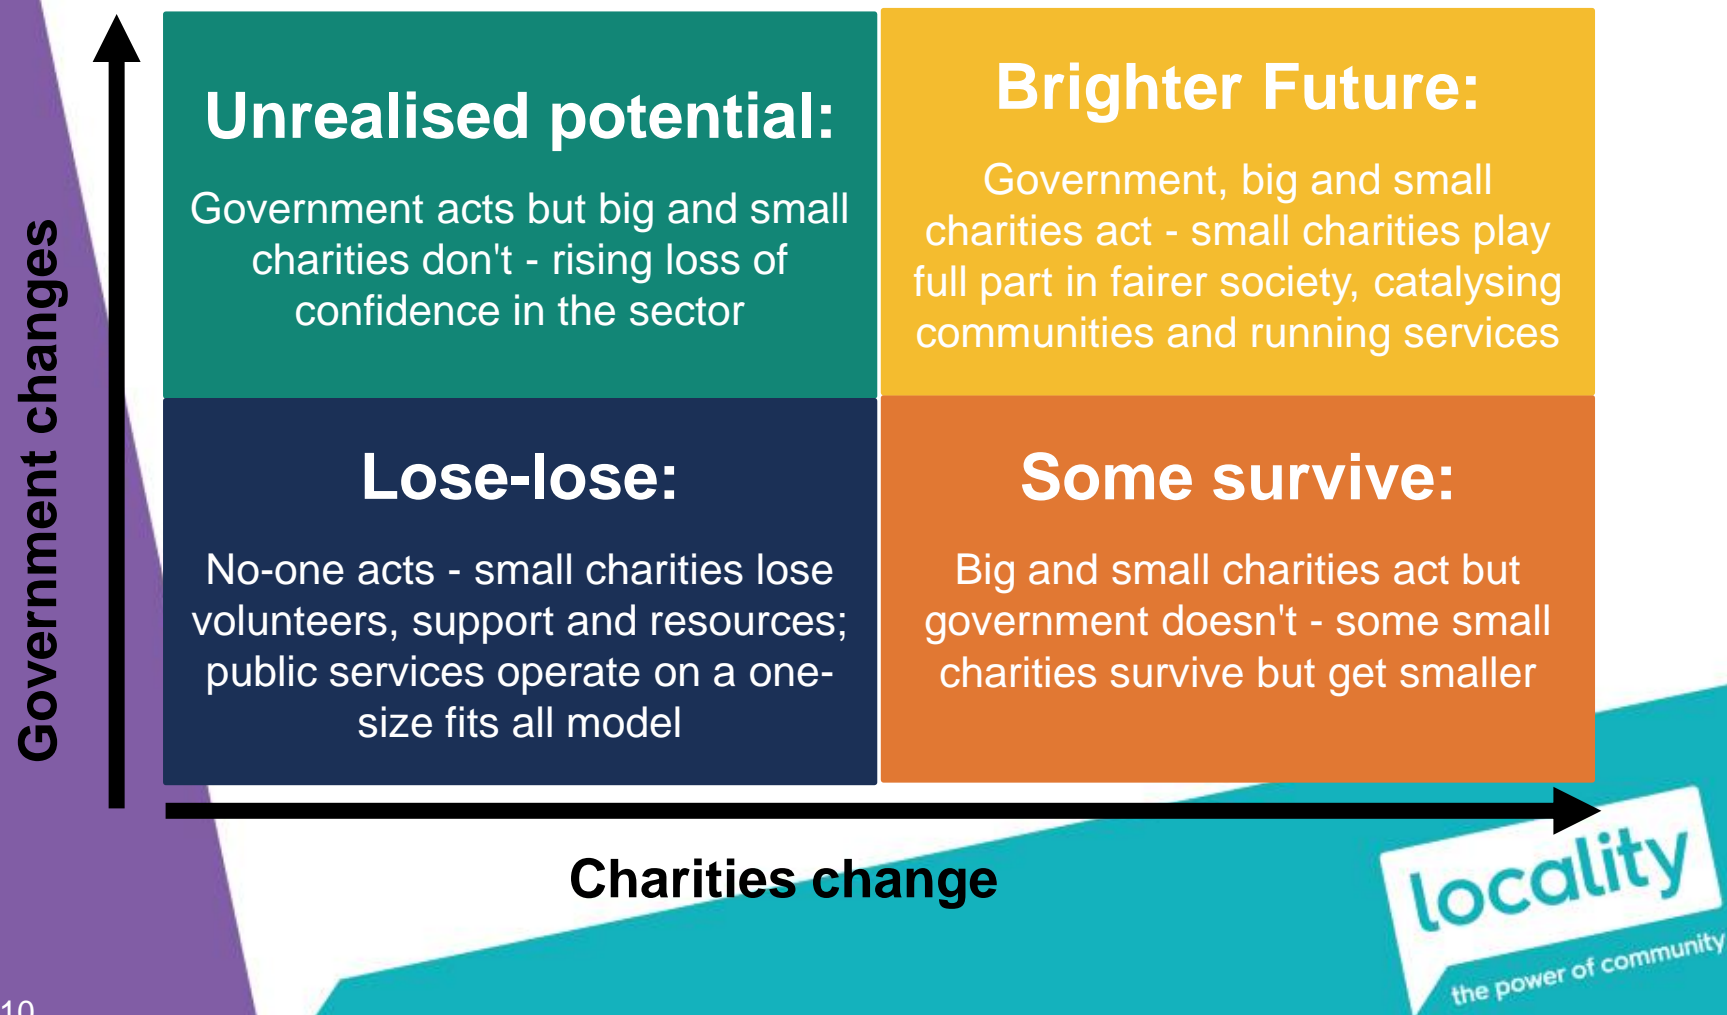 Government changes
Unrealised potential:
Government acts but big and small
charities don't - rising loss of
confidence in the sector
Brighter Future:
Government, big and small
charities act - small charities play
full part in fairer society, catalysing
communities and running services
Lose-lose:
No-one acts - small charities lose
volunteers, support and resources;
public services operate on a one-
size fits all model
Some survive:
Big and small charities act but
government doesn't - some small
charities survive but get smaller
Charities change
locality
the power of community
10